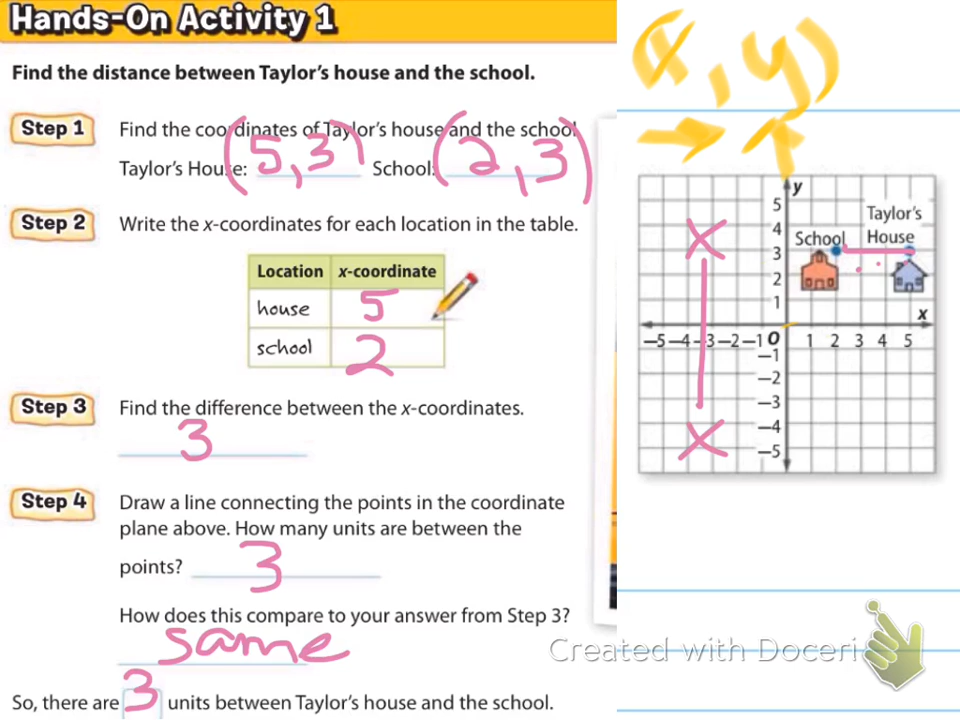 Hands-On Activity 1
Find the distance between Taylor's house and the school.
Step 1 Find the coordinates of Taylor's house and the school.
Taylor's House: (5,3) School: (2,3)
Step 2 Write the x-coordinates for each location in the table.
Location x-coordinate
house 5
school 2
Step 3 Find the difference between the x-coordinates.
3
Step 4 Draw a line connecting the points in the coordinate
plane above. How many units are between the
points? 3
How does this compare to your answer from Step 3?
same
So, there are 3 units between Taylor's house and the school.
(x, y)
y
5
Taylor's
4
School House
3
2
1
x
−5 −4 −3 −2 −1 O 1 2 3 4 5
−1
−2
−3
−4
−5
x
x
Created with Doceri